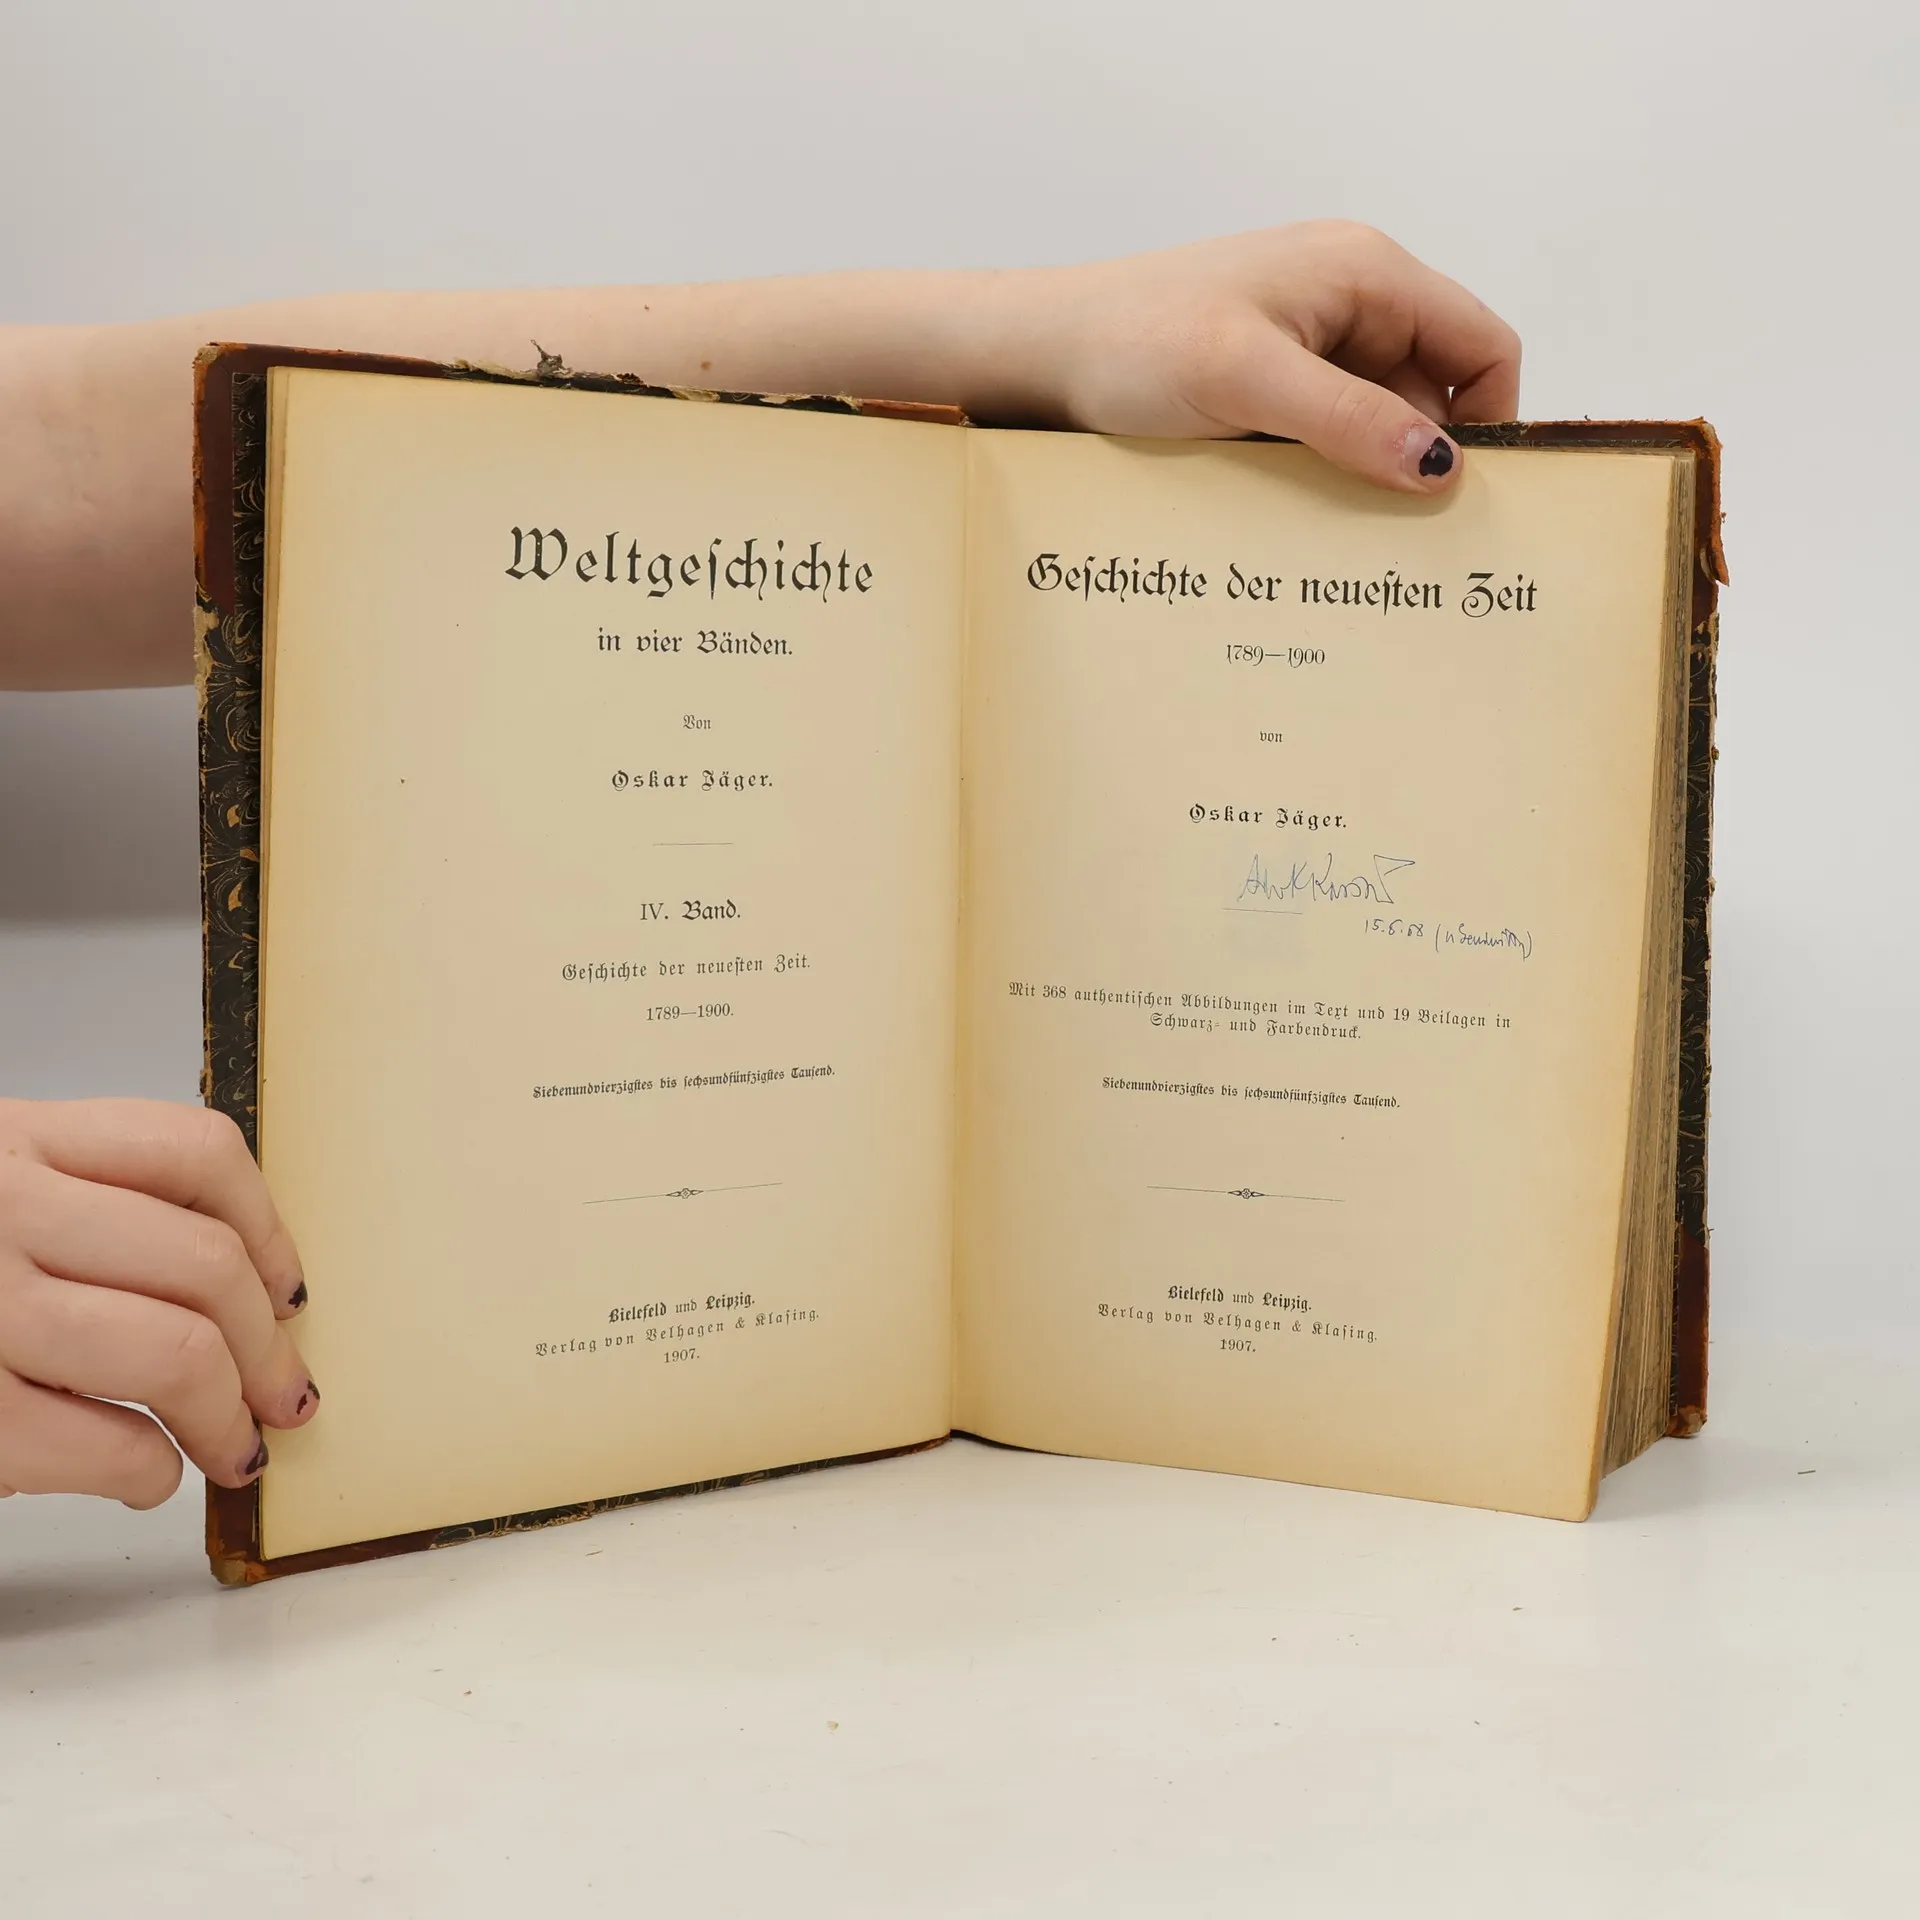 Weltgeschichte
in vier Bänden.
Von
Oskar Jäger.
IV. Band.
Geschichte der neuesten Zeit.
1789—1900.
Siebenundvierzigstes bis sechsundfünfzigstes Tausend.
Bielefeld und Leipzig.
Verlag von Velhagen & Klasing.
1907.
Geschichte der neuesten Zeit
1789—1900
von
Oskar Jäger.
15.6.68
Mit 368 authentischen Abbildungen im Text und 19 Beilagen in
Schwarz- und Farbendruck.
Siebenundvierzigstes bis sechsundfünfzigstes Tausend.
Bielefeld und Leipzig.
Verlag von Velhagen & Klasing.
1907.